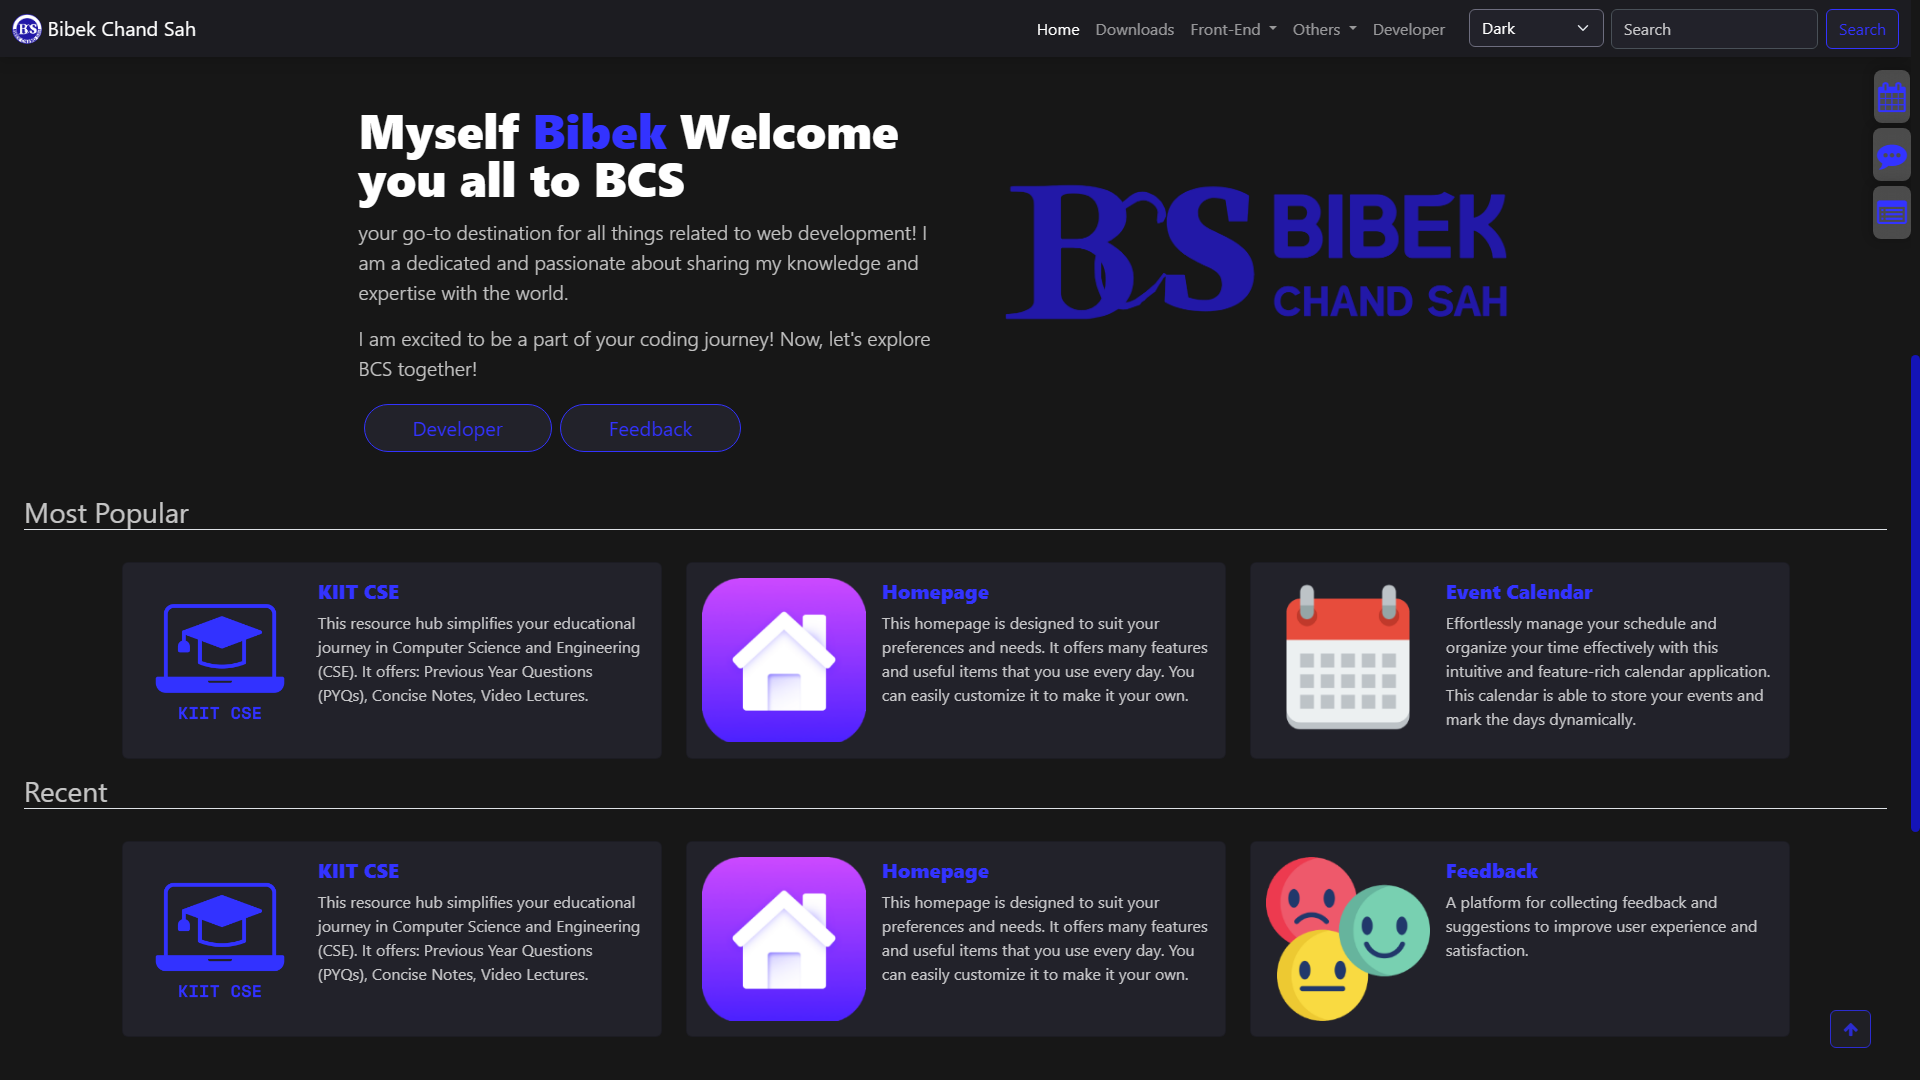 BCS Bibek Chand Sah
Home Downloads Front-End Others Developer Dark Search Search
Myself Bibek Welcome
you all to BCS
your go-to destination for all things related to web development! I
am a dedicated and passionate about sharing my knowledge and
expertise with the world.
I am excited to be a part of your coding journey! Now, let's explore
BCS together!
Developer Feedback
BCS BIBEK
CHAND SAH
Most Popular
KIIT CSE
KIIT CSE
This resource hub simplifies your educational
journey in Computer Science and Engineering
(CSE). It offers: Previous Year Questions
(PYQs), Concise Notes, Video Lectures.
Homepage
This homepage is designed to suit your
preferences and needs. It offers many features
and useful items that you use every day. You
can easily customize it to make it your own.
Event Calendar
Effortlessly manage your schedule and
organize your time effectively with this
intuitive and feature-rich calendar application.
This calendar is able to store your events and
mark the days dynamically.
Recent
KIIT CSE
KIIT CSE
This resource hub simplifies your educational
journey in Computer Science and Engineering
(CSE). It offers: Previous Year Questions
(PYQs), Concise Notes, Video Lectures.
Homepage
This homepage is designed to suit your
preferences and needs. It offers many features
and useful items that you use every day. You
can easily customize it to make it your own.
Feedback
A platform for collecting feedback and
suggestions to improve user experience and
satisfaction.